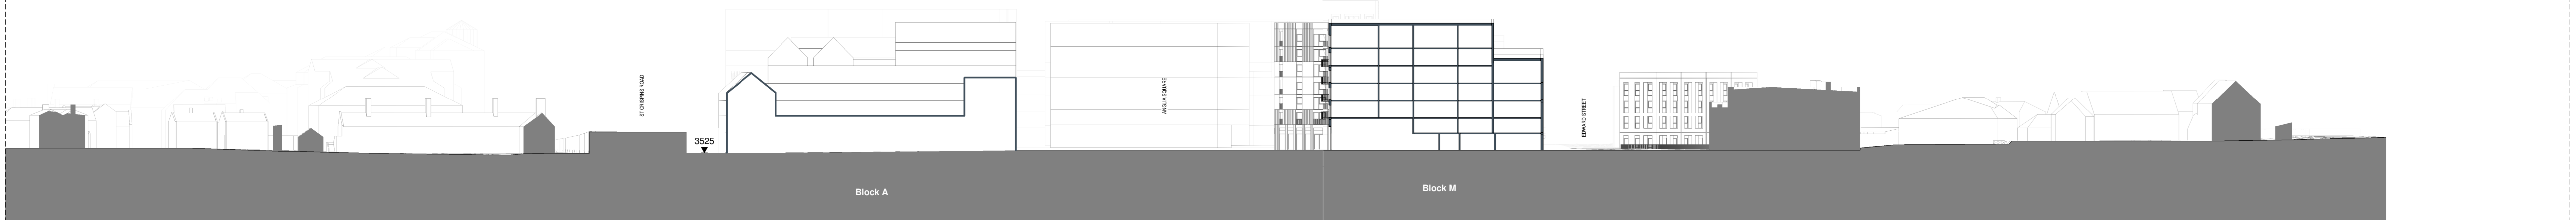 ST CRISPINS ROAD
3525
ANGLIA SQUARE
EDWARD STREET
Block A
Block M